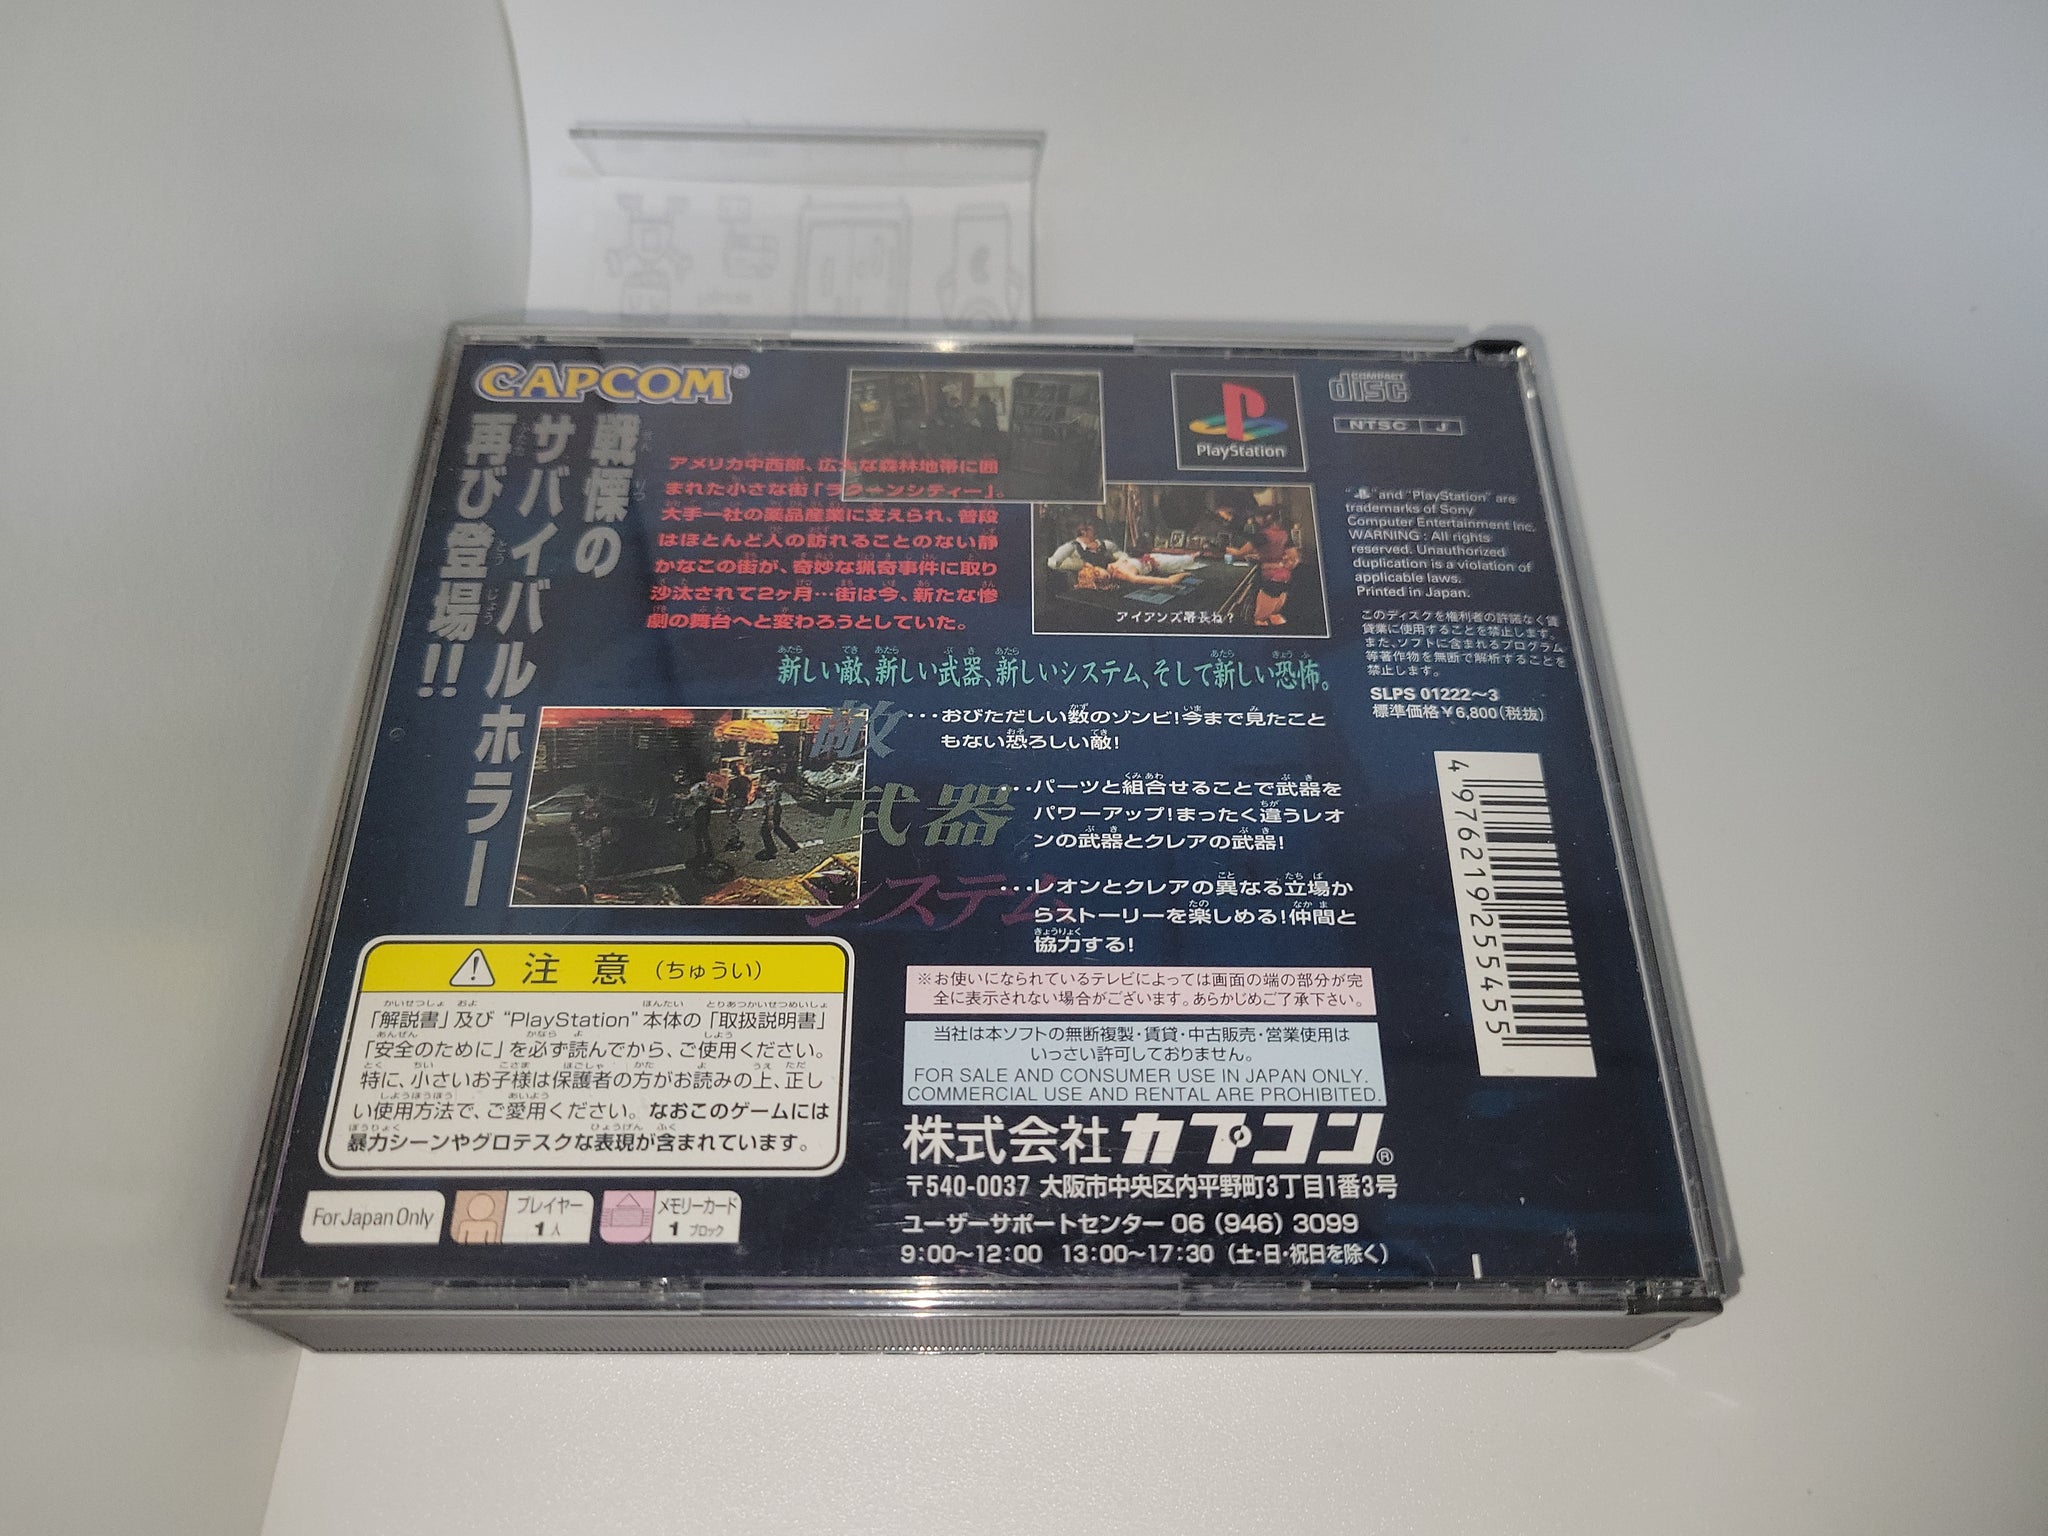 CAPCOM®
戦慄の
サバイバルホラー
再び登場!!
アメリカ中西部、広大な森林地帯に囲
まれた小さな街「ラクーンシティー」。
大手一社の薬品産業に支えられ、普段
はほとんど人の訪れることのない静
かなこの街が、奇妙な猟奇事件に取り
沙汰されて2ヶ月…街は今、新たな惨
劇の舞台へと変わろうとしていた。
PlayStation
COMPACT
disc
NTSC J
アイアンズ署長ね?
" "and "PlayStation" are
trademarks of Sony
Computer Entertainment Inc.
WARNING : All rights
reserved. Unauthorized
duplication is a violation of
applicable laws.
Printed in Japan.
このディスクを権利者の許諾なく賃
貸業に使用することを禁止します。
また、ソフトに含まれるプログラム
等著作物を無断で解析することを
禁止します。
SLPS 01222~3
標準価格¥6,800(税抜)
新しい敵、新しい武器、新しいシステム、そして新しい恐怖。
敵 …おびただしい数のゾンビ!今まで見たこと
もない恐ろしい敵!
武器 …パーツと組合せることで武器を
パワーアップ!まったく違うレオ
ンの武器とクレアの武器!
システム …レオンとクレアの異なる立場か
らストーリーを楽しめる!仲間と
協力する!
4976219255455
注意(ちゅうい)
「解説書」及び"PlayStation"本体の「取扱説明書」
「安全のために」を必ず読んでから、ご使用ください。
特に、小さいお子様は保護者の方がお読みの上、正し
い使用方法で、ご愛用ください。なおこのゲームには
暴力シーンやグロテスクな表現が含まれています。
For Japan Only
プレイヤー
1人
メモリーカード
1 ブロック
※お使いになられているテレビによっては画面の端の部分が完
全に表示されない場合がございます。あらかじめご了承下さい。
当社は本ソフトの無断複製・賃貸・中古販売・営業使用は
いっさい許可しておりません。
FOR SALE AND CONSUMER USE IN JAPAN ONLY.
COMMERCIAL USE AND RENTAL ARE PROHIBITED.
株式会社カプコン®
〒540-0037 大阪市中央区内平野町3丁目1番3号
ユーザーサポートセンター 06(946)3099
9:00~12:00 13:00~17:30(土・日・祝日を除く)